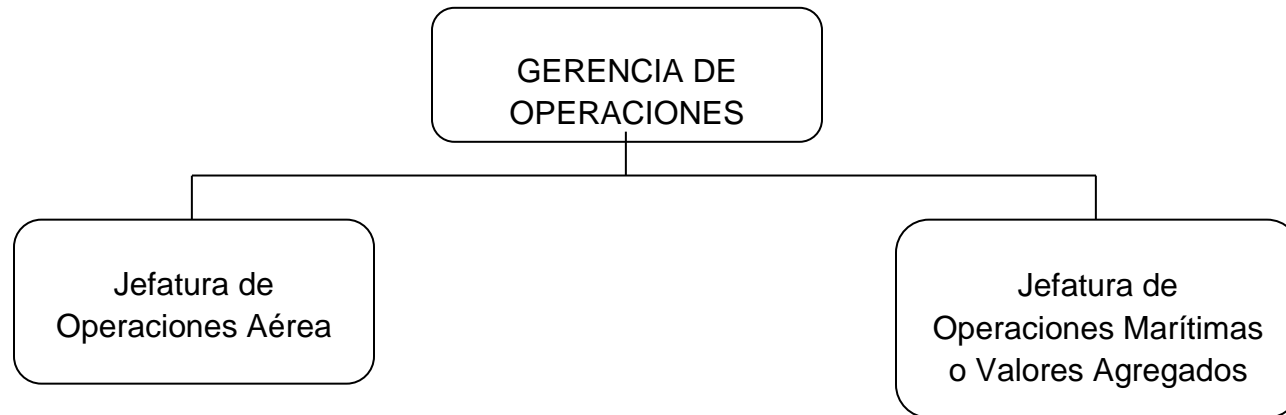 GERENCIA DE
OPERACIONES
Jefatura de
Operaciones Aérea
Jefatura de
Operaciones Marítimas
o Valores Agregados